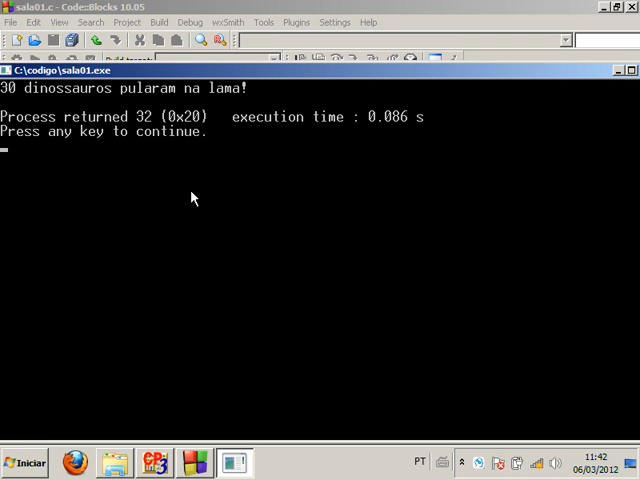 sala01.c - Code::Blocks 10.05
File Edit View Search Project Build Debug wxSmith Tools Plugins Settings Help
Build target:
C:\codigo\sala01.exe
30 dinossauros pularam na lama!
Process returned 32 (0x20)   execution time : 0.086 s
Press any key to continue.
Iniciar
PT
11:42
06/03/2012